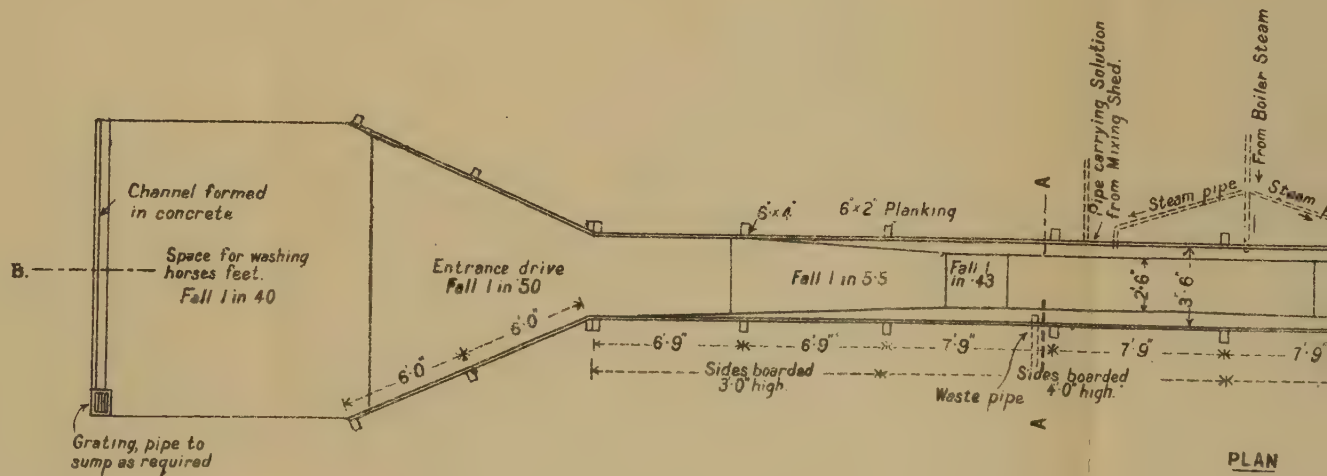 Channel formed
in concrete
B.
Space for washing
horses feet.
Fall 1 in 40
Grating, pipe to
sump as required
Entrance drive
Fall 1 in 50
6'·0"
6'·0"
6"×4"
6"×2" Planking
Fall 1 in 5·5
Fall 1
in ·43
6'·9"
6'·9"
7'·9"
7'·9"
7'·9"
Sides boarded
3'·0" high.
Waste pipe
Sides boarded
4'·0" high.
A
A
2'·6"
3'·6"
Pipe carrying Solution
from Mixing Shed.
Steam pipe
From Boiler Steam
Steam
PLAN